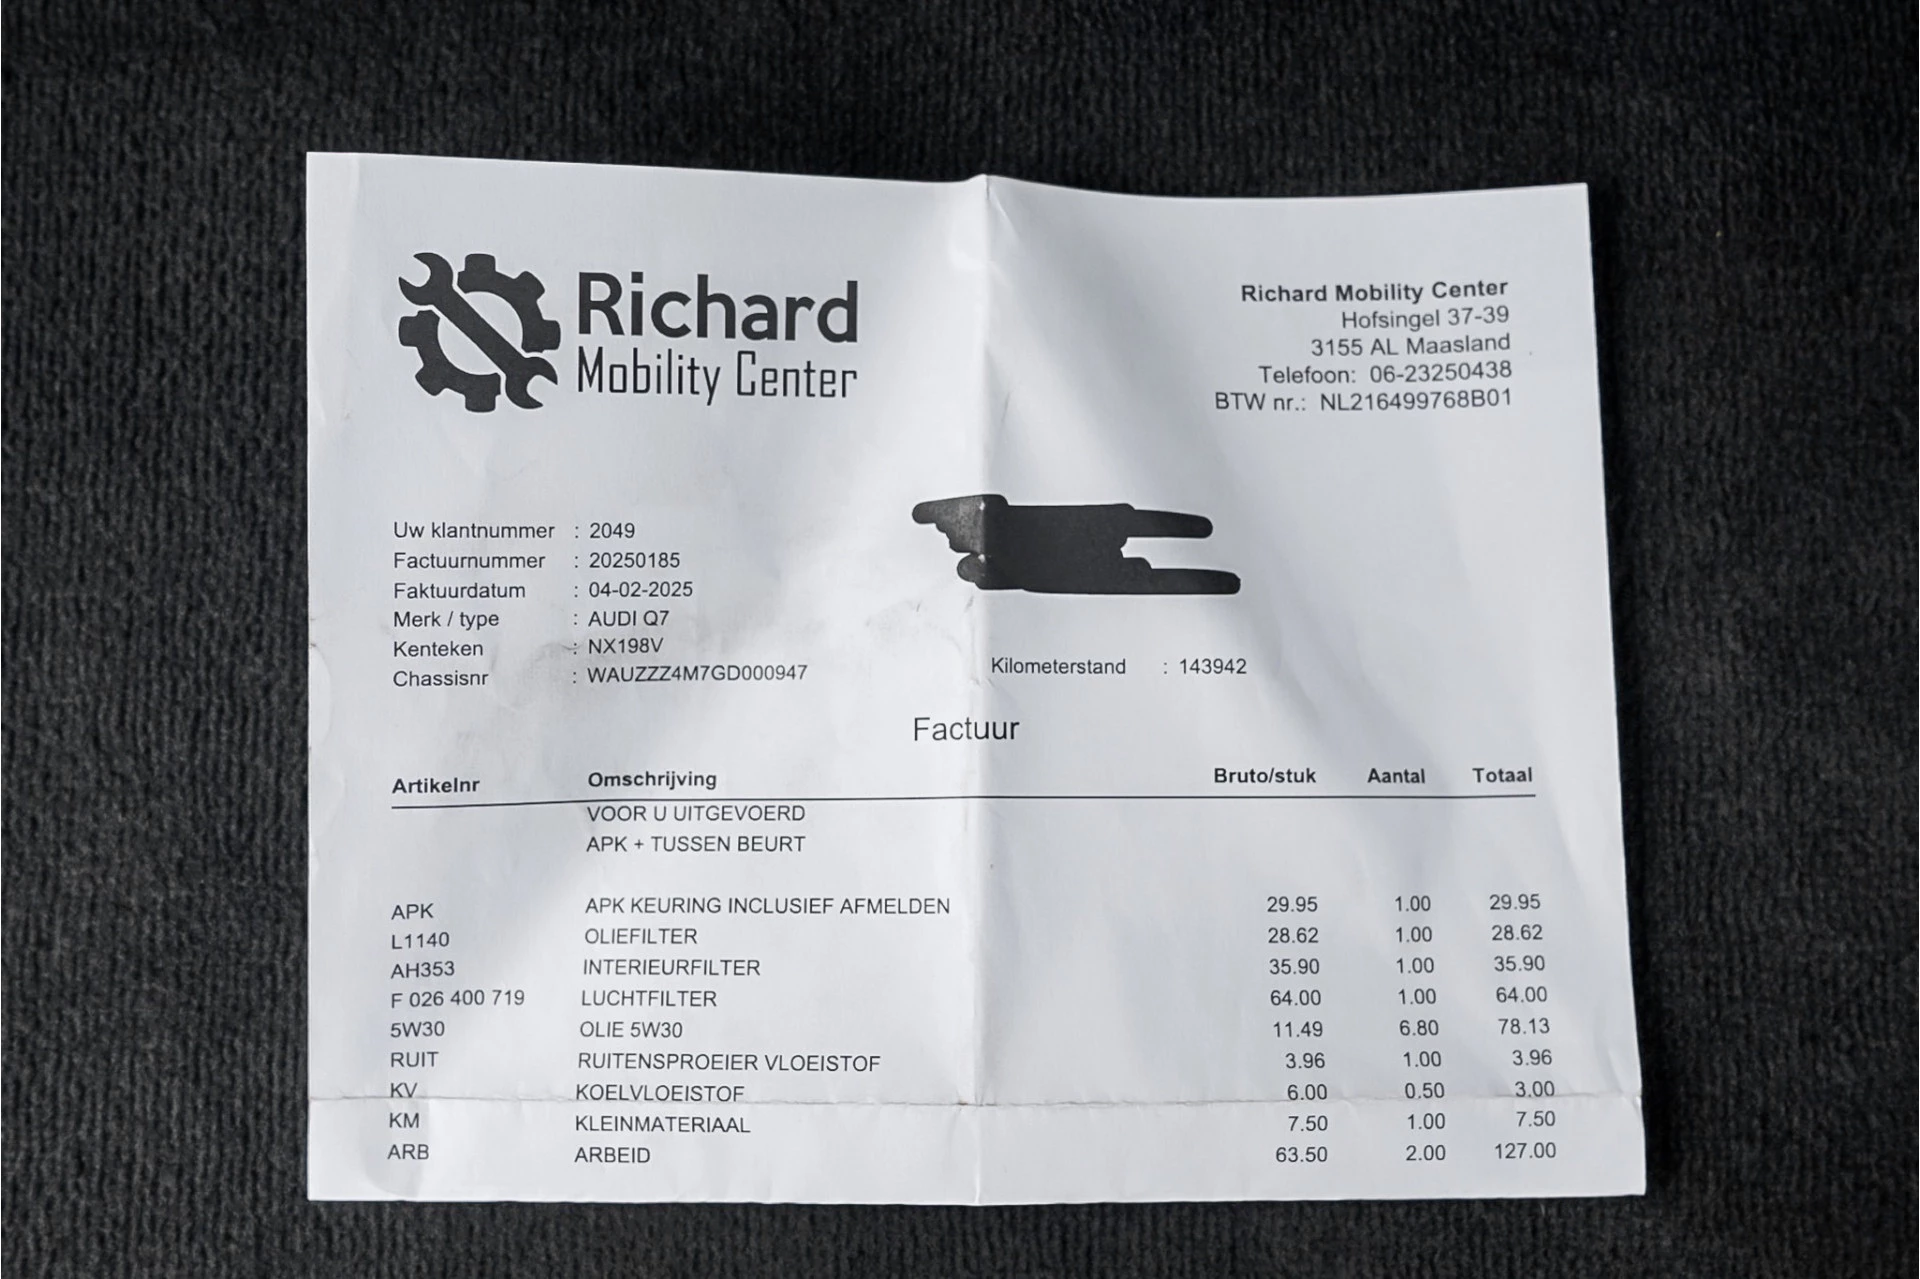 Richard
Mobility Center
Richard Mobility Center
Hofsingel 37-39
3155 AL Maasland
Telefoon: 06-23250438
BTW nr.: NL216499768B01
Uw klantnummer : 2049
Factuurnummer : 20250185
Faktuurdatum : 04-02-2025
Merk / type : AUDI Q7
Kenteken : NX198V
Chassisnr : WAUZZZ4M7GD000947
Kilometerstand : 143942
Factuur
Artikelnr Omschrijving Bruto/stuk Aantal Totaal
VOOR U UITGEVOERD
APK + TUSSEN BEURT
APK APK KEURING INCLUSIEF AFMELDEN 29.95 1.00 29.95
L1140 OLIEFILTER 28.62 1.00 28.62
AH353 INTERIEURFILTER 35.90 1.00 35.90
F 026 400 719 LUCHTFILTER 64.00 1.00 64.00
5W30 OLIE 5W30 11.49 6.80 78.13
RUIT RUITENSPROEIER VLOEISTOF 3.96 1.00 3.96
KV KOELVLOEISTOF 6.00 0.50 3.00
KM KLEINMATERIAAL 7.50 1.00 7.50
ARB ARBEID 63.50 2.00 127.00